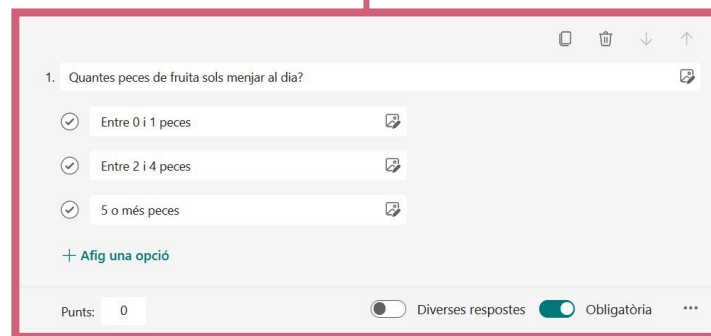 1. Quantes peces de fruita sols menjar al dia?
Entre 0 i 1 peces
Entre 2 i 4 peces
5 o més peces
+ Afig una opció
Punts: 0 Diverses respostes Obligatòria ...